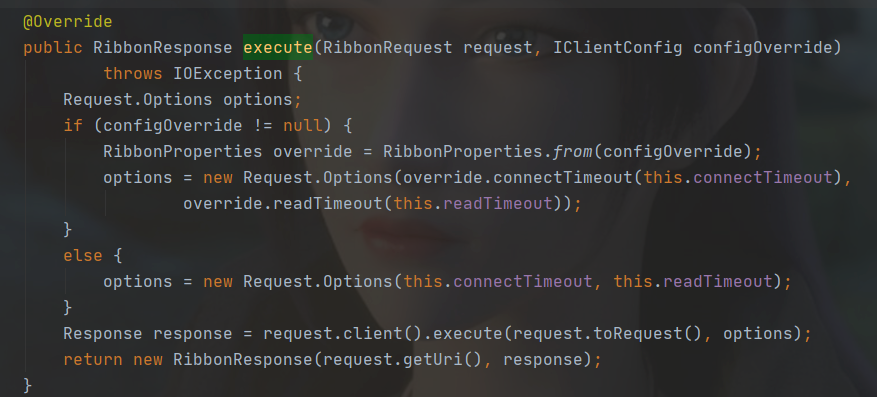 @Override
public RibbonResponse execute(RibbonRequest request, IClientConfig configOverride)
        throws IOException {
    Request.Options options;
    if (configOverride != null) {
        RibbonProperties override = RibbonProperties.from(configOverride);
        options = new Request.Options(override.connectTimeout(this.connectTimeout),
                override.readTimeout(this.readTimeout));
    }
    else {
        options = new Request.Options(this.connectTimeout, this.readTimeout);
    }
    Response response = request.client().execute(request.toRequest(), options);
    return new RibbonResponse(request.getUri(), response);
}